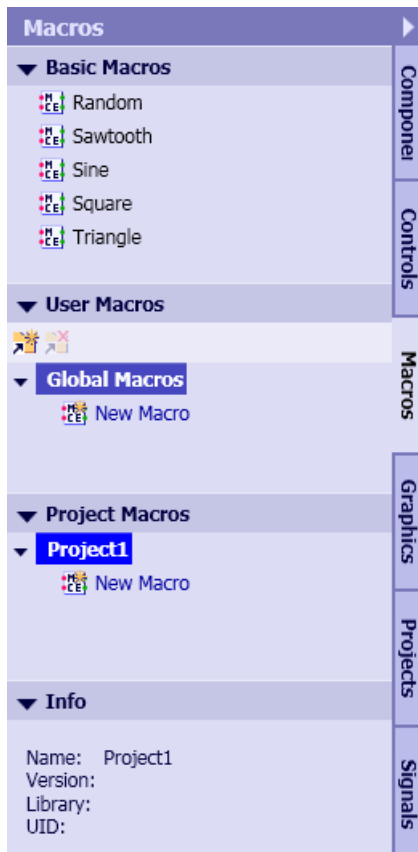 Macros
Basic Macros
Random
Sawtooth
Sine
Square
Triangle
User Macros
Global Macros
New Macro
Project Macros
Project1
New Macro
Info
Name: Project1
Version:
Library:
UID:
Componei
Controls
Macros
Graphics
Projects
Signals